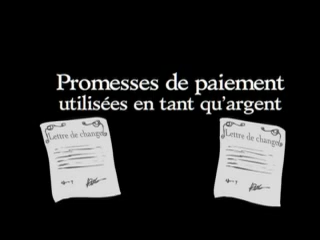 Promesses de paiement
utilisées en tant qu'argent
Lettre de change
Lettre de change